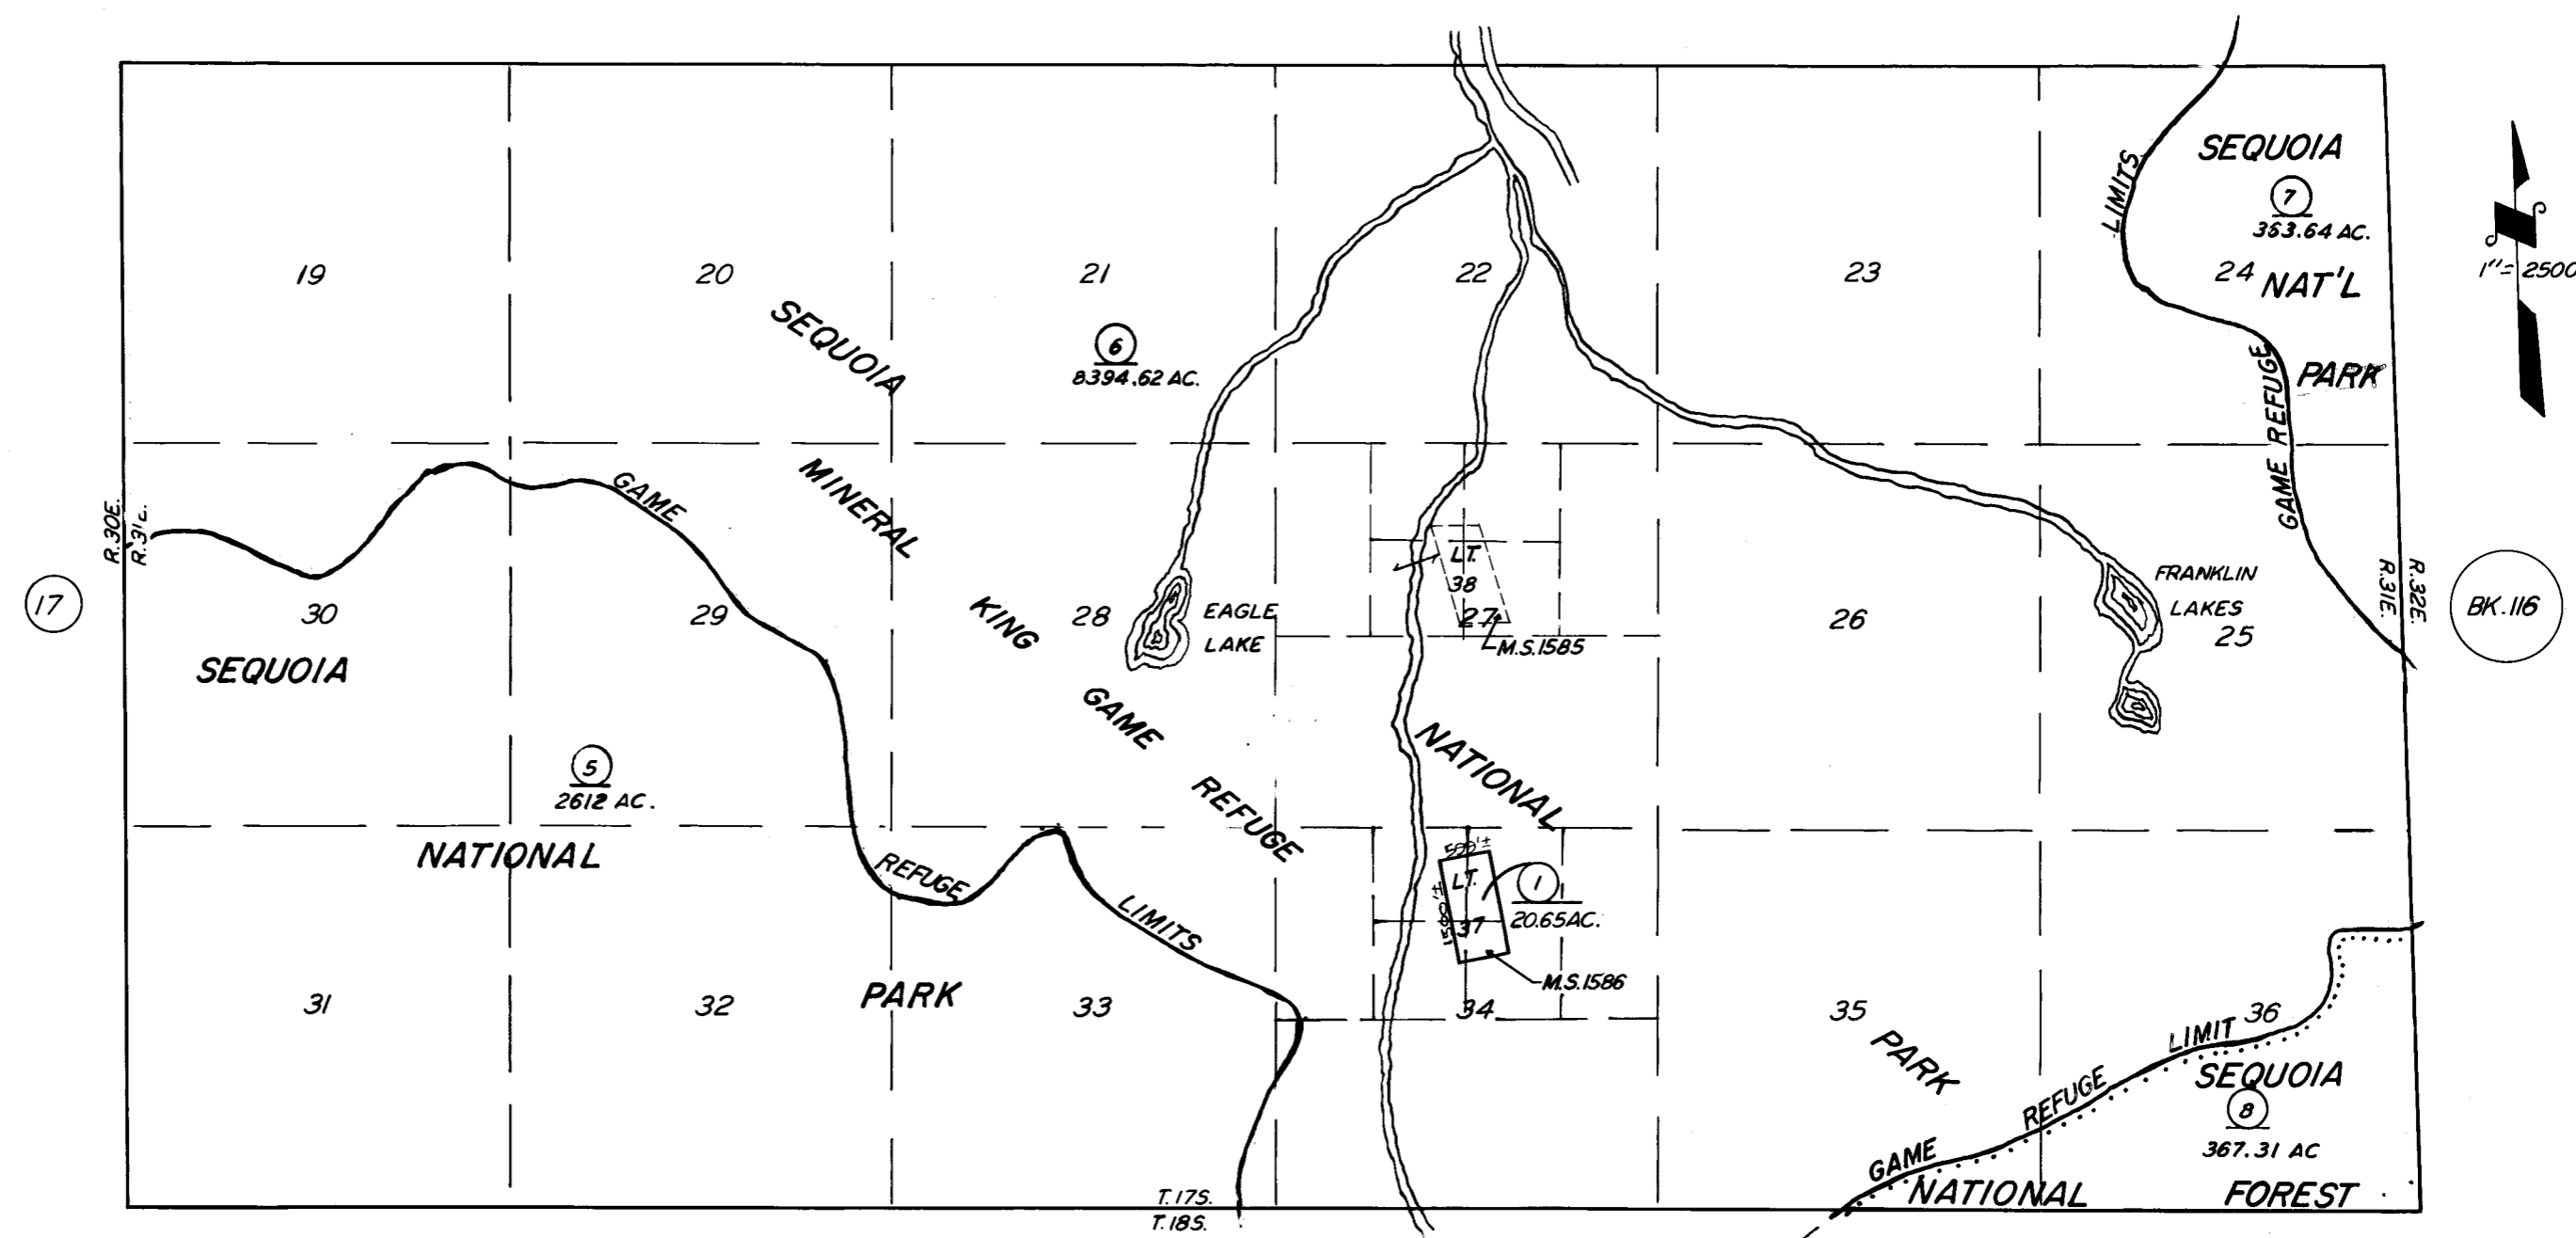 SEQUOIA
7
353.64 AC.
NAT'L
PARK
LIMITS
GAME REFUGE
1"= 2500
19
20
21
22
23
24
SEQUOIA
6
8394.62 AC.
MINERAL
KING
GAME
REFUGE
GAME
R.30E.
R.31E.
17
30
29
28
27
26
25
EAGLE
LAKE
LT.
38
M.S.1585
FRANKLIN
LAKES
R.31E.
R.32E.
BK.116
SEQUOIA
5
2612 AC.
NATIONAL
NATIONAL
REFUGE
LIMITS
LT.
37
1500'±
1
20.65AC.
M.S.1586
31
32
PARK
33
34
35
36
PARK
GAME
REFUGE
LIMIT
SEQUOIA
8
367.31 AC
NATIONAL
FOREST
T.17S.
T.18S.